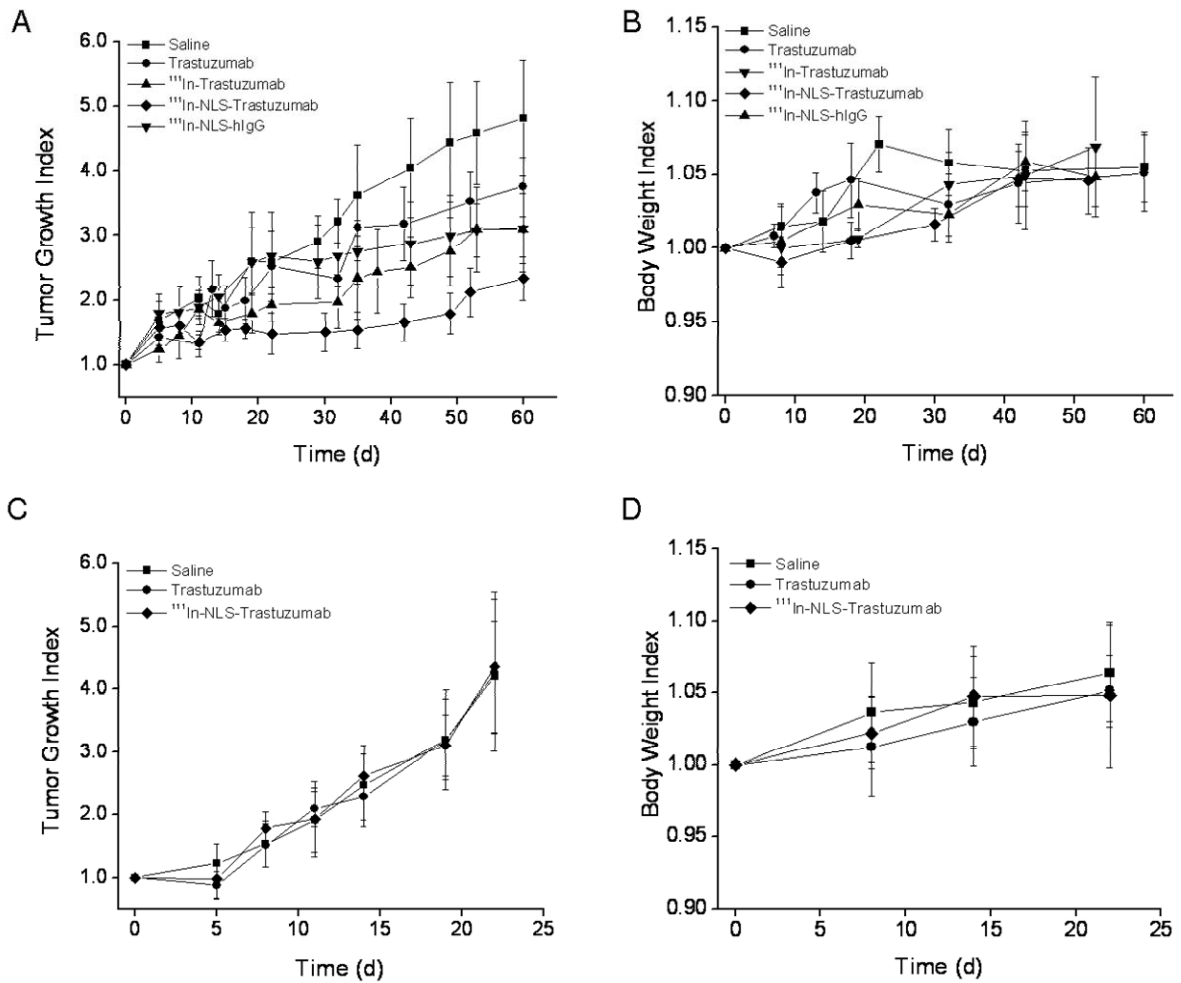 A
Tumor Growth Index
6.0
5.0
4.0
3.0
2.0
1.0
Saline
Trastuzumab
¹¹¹In-Trastuzumab
¹¹¹In-NLS-Trastuzumab
¹¹¹In-NLS-hIgG
0 10 20 30 40 50 60
Time (d)
B
Body Weight Index
1.15
1.10
1.05
1.00
0.95
0.90
Saline
Trastuzumab
¹¹¹In-Trastuzumab
¹¹¹In-NLS-Trastuzumab
¹¹¹In-NLS-hIgG
0 10 20 30 40 50 60
Time (d)
C
Tumor Growth Index
6.0
5.0
4.0
3.0
2.0
1.0
Saline
Trastuzumab
¹¹¹In-NLS-Trastuzumab
0 5 10 15 20 25
Time (d)
D
Body Weight Index
1.15
1.10
1.05
1.00
0.95
0.90
Saline
Trastuzumab
¹¹¹In-NLS-Trastuzumab
0 5 10 15 20 25
Time (d)